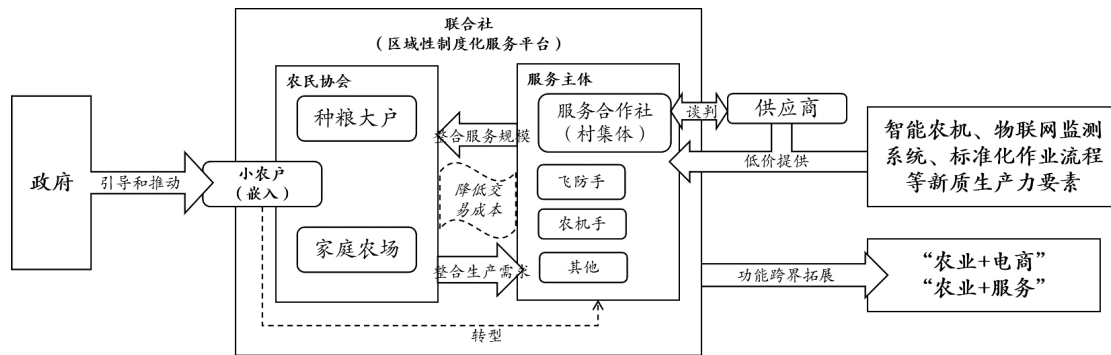 联合社
（区域性制度化服务平台）
农民协会
种粮大户
家庭农场
政府
引导和推动
小农户
（嵌入）
整合服务规模
降低交
易成本
整合生产需求
服务主体
服务合作社
（村集体）
飞防手
农机手
其他
转型
谈判
供应商
低价提供
智能农机、物联网监测
系统、标准化作业流程
等新质生产力要素
功能跨界拓展
“农业+电商”
“农业+服务”